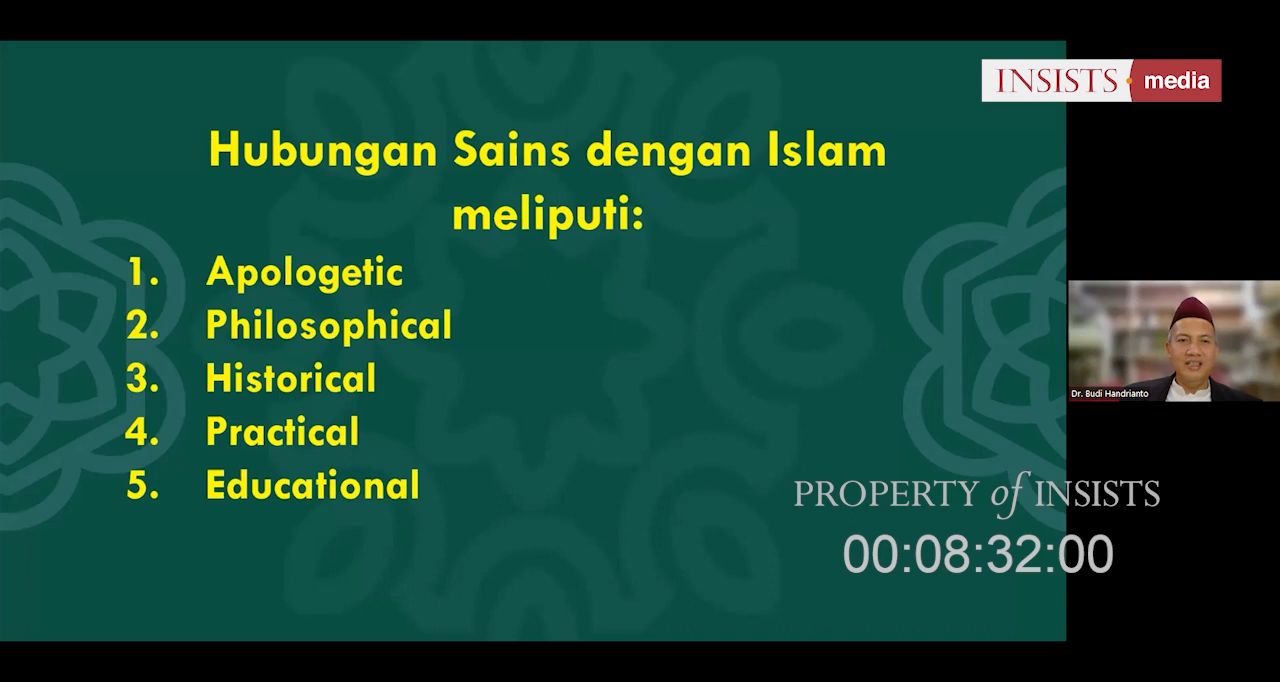 INSISTS media
Hubungan Sains dengan Islam
meliputi:
1. Apologetic
2. Philosophical
3. Historical
4. Practical
5. Educational
Dr. Budi Handrianto
PROPERTY of INSISTS
00:08:32:00